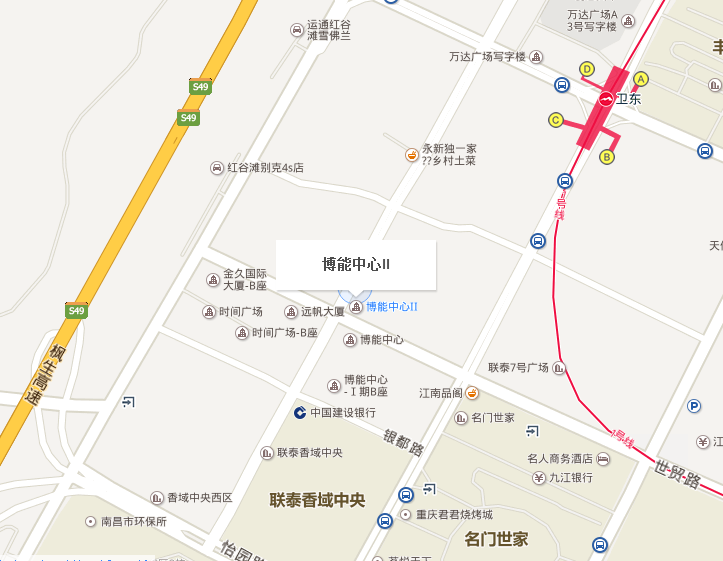 运通红谷
滩雪佛兰
万达广场A
3号写字楼
万达广场写字楼
D
A
S49
卫东
S49
C
B
永新独一家
??乡村土菜
红谷滩别克4s店
1号线
博能中心II
金久国际
大厦-B座
S49
时间广场
远帆大厦
博能中心II
时间广场-B座
博能中心
枫生高速
联泰7号广场
博能中心
-Ⅰ期B座
江南品阁
P
中国建设银行
名门世家
银都路
1号线
联泰香域中央
名人商务酒店
世贸路
九江银行
香域中央西区
联泰香域中央
南昌市环保所
重庆君君烧烤城
名门世家
怡园路